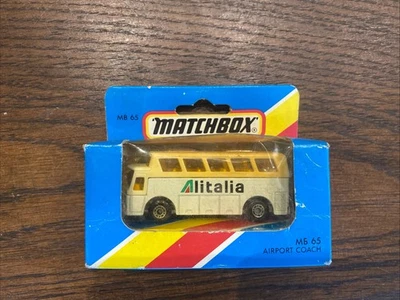 MB 65
MATCHBOX®
Alitalia
MB 65
AIRPORT COACH